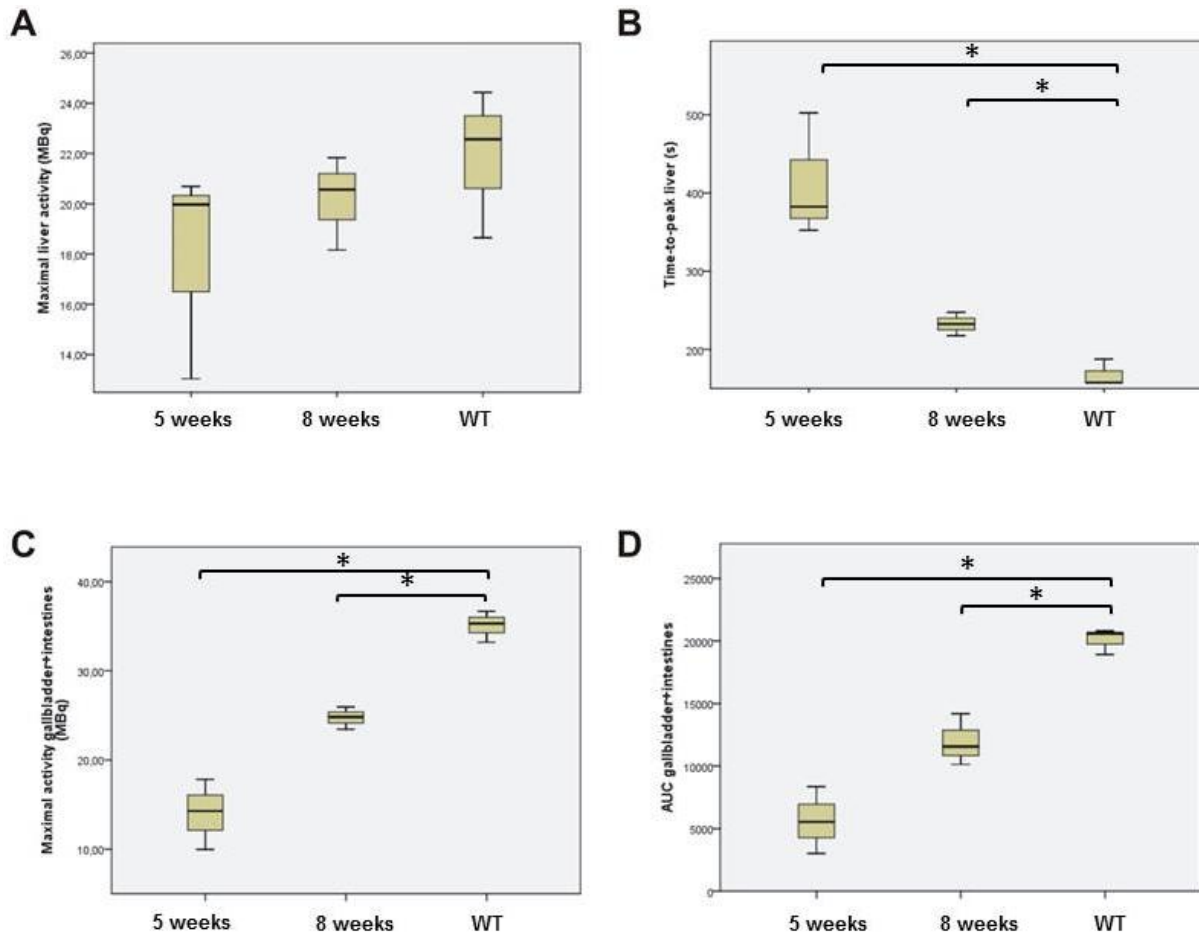 A
Maximal liver activity (MBq)
26,00
24,00
22,00
20,00
18,00
16,00
14,00
5 weeks 8 weeks WT
B
Time-to-peak liver (s)
500
400
300
200
* 
*
5 weeks 8 weeks WT
C
Maximal activity gallbladder+intestines
(MBq)
40,00
30,00
20,00
10,00
*
*
5 weeks 8 weeks WT
D
AUC gallbladder+intestines
25000
20000
15000
10000
5000
0
*
*
5 weeks 8 weeks WT